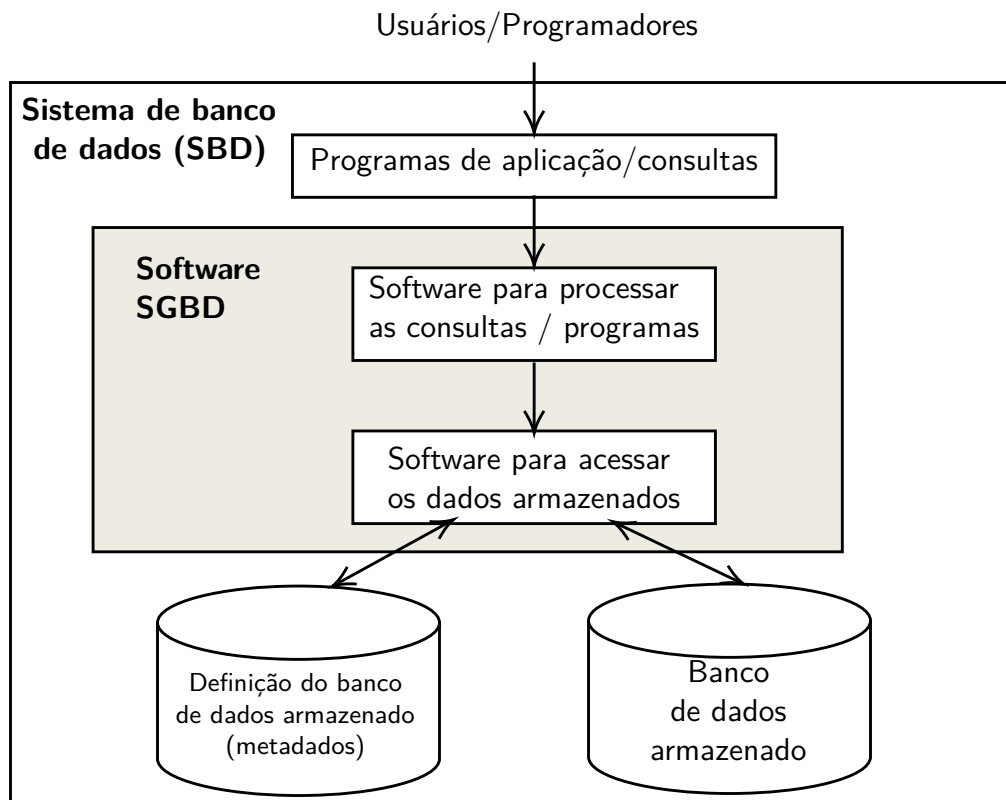 Usuários/Programadores
Sistema de banco
de dados (SBD)
Programas de aplicação/consultas
Software
SGBD
Software para processar
as consultas / programas
Software para acessar
os dados armazenados
Definição do banco
de dados armazenado
(metadados)
Banco
de dados
armazenado